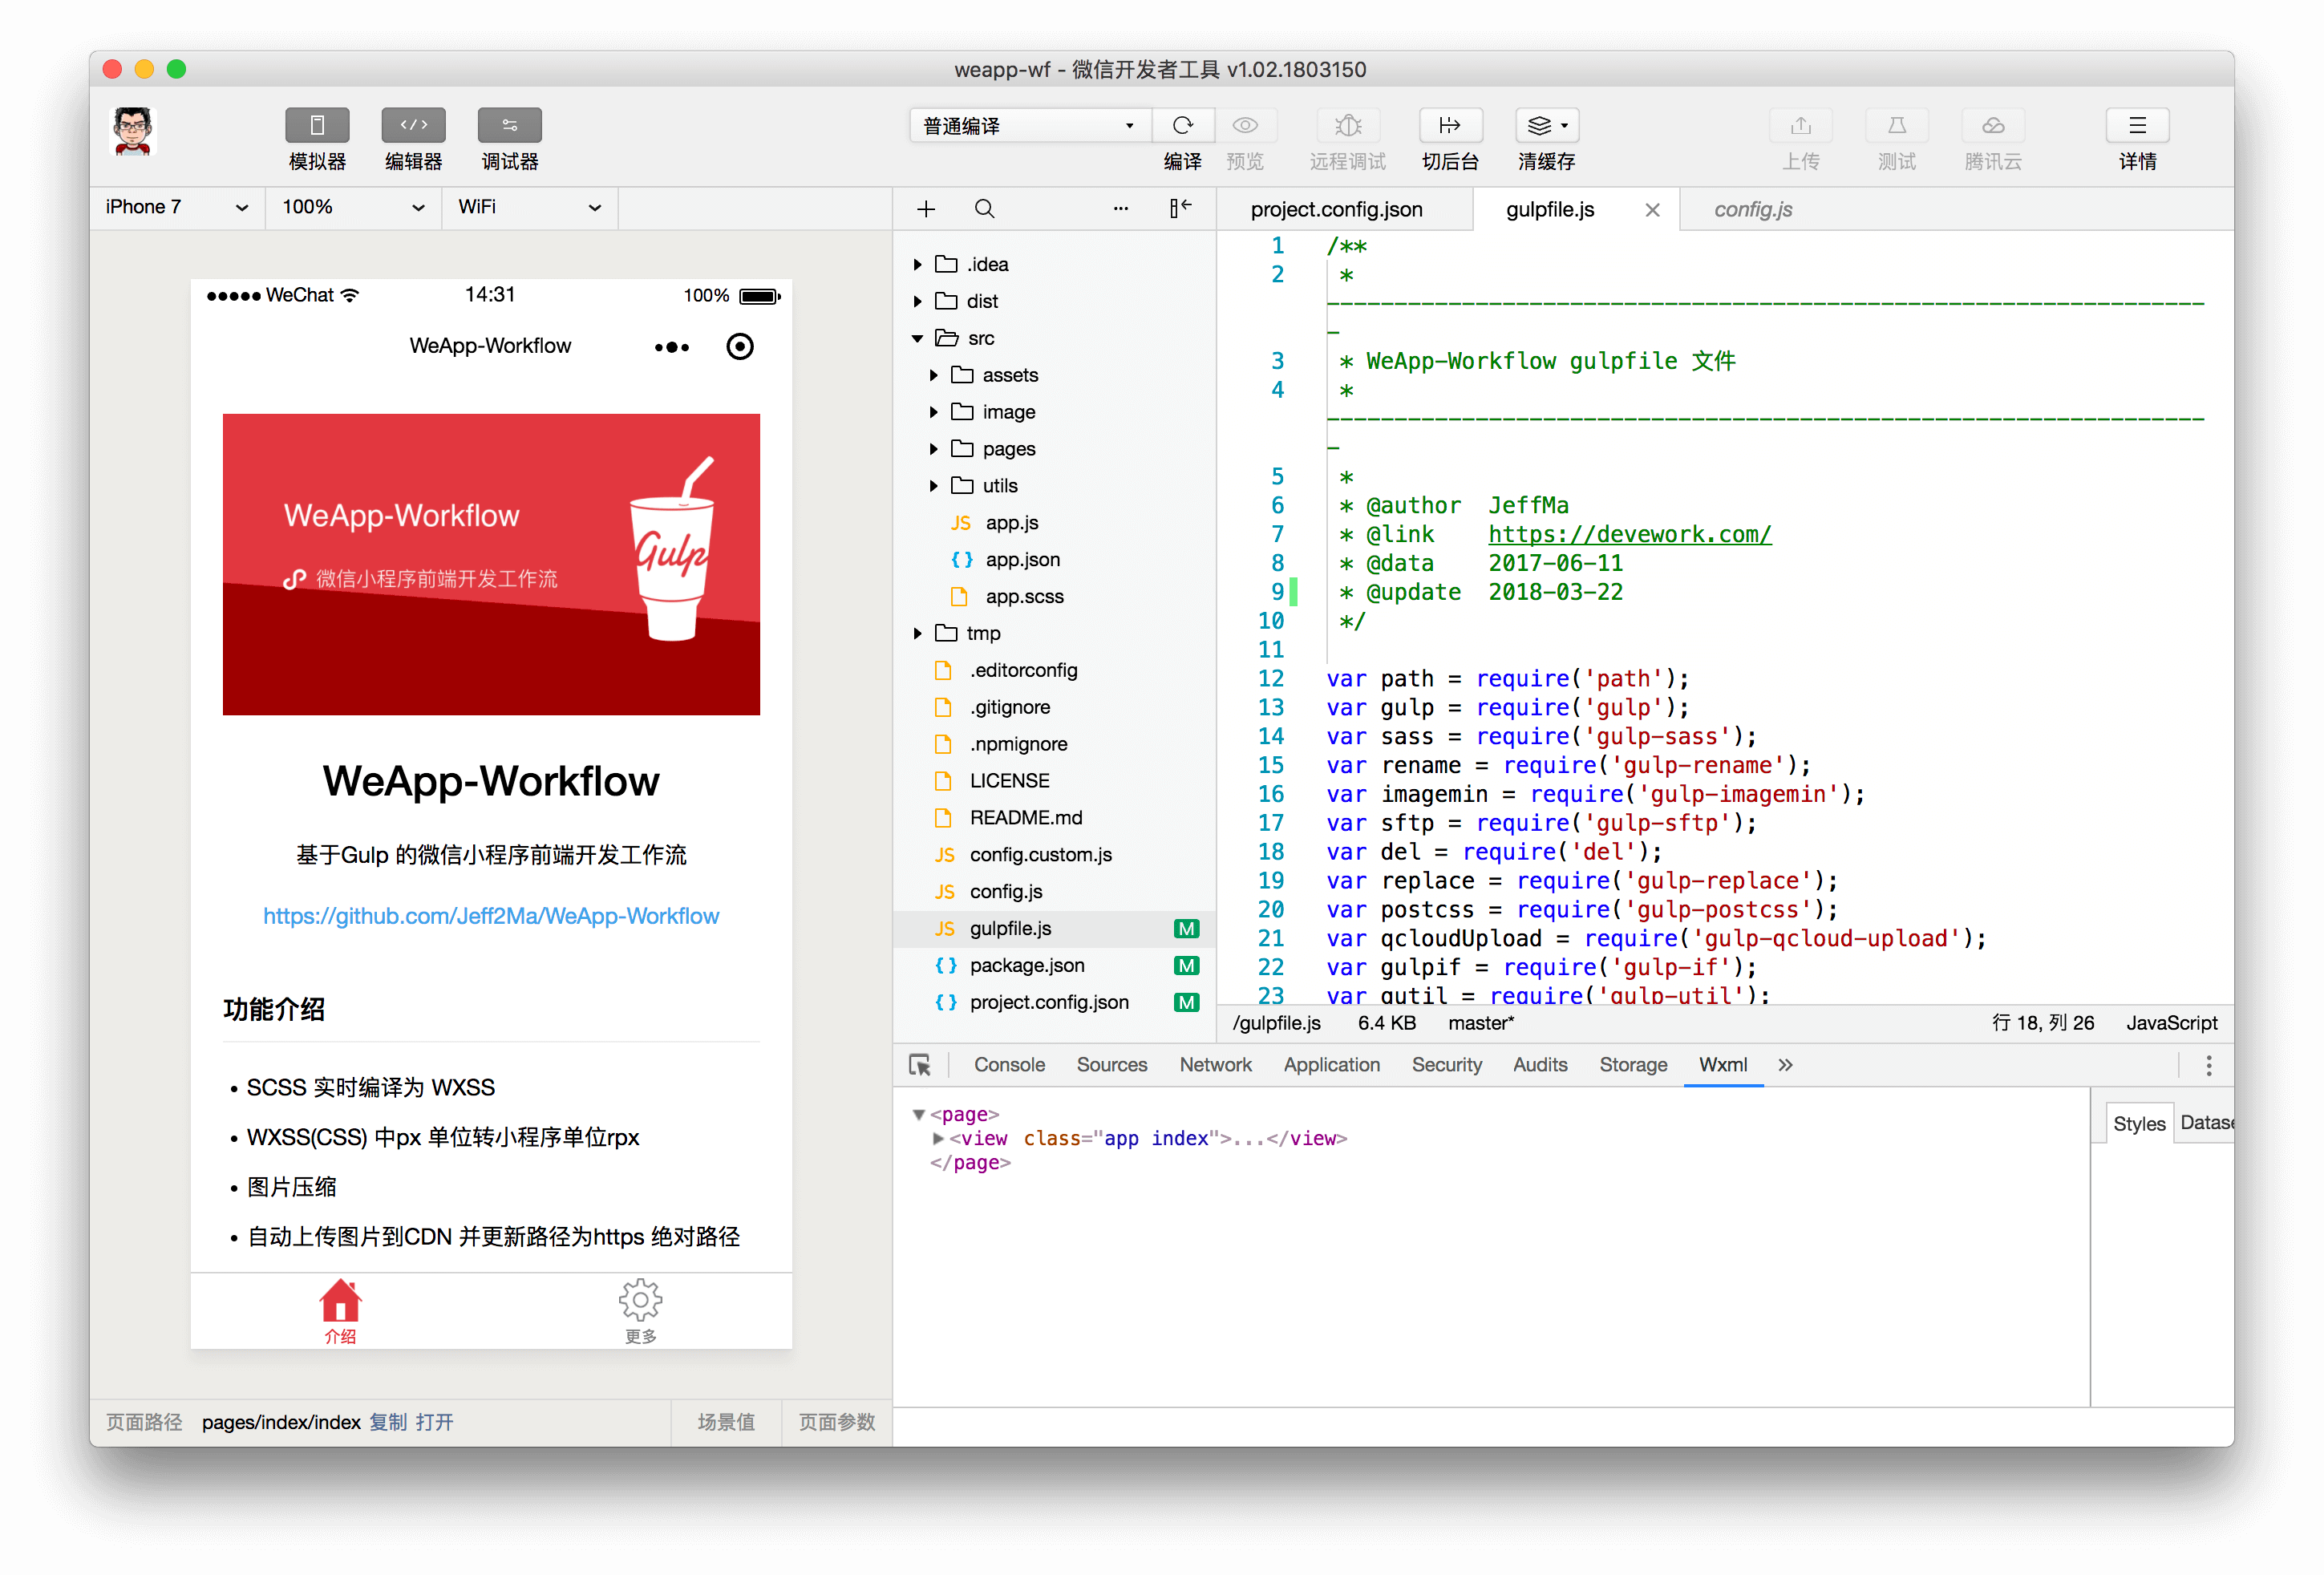 weapp-wf - 微信开发者工具 v1.02.1803150
模拟器
编辑器
调试器
普通编译
编译
预览
远程调试
切后台
清缓存
上传
测试
腾讯云
详情
iPhone 7
100%
WiFi
WeChat
14:31
100%
WeApp-Workflow
WeApp-Workflow
微信小程序前端开发工作流
Gulp
WeApp-Workflow
基于Gulp 的微信小程序前端开发工作流
https://github.com/Jeff2Ma/WeApp-Workflow
功能介绍
• SCSS 实时编译为 WXSS
• WXSS(CSS) 中px 单位转小程序单位rpx
• 图片压缩
• 自动上传图片到CDN 并更新路径为https 绝对路径
介绍
更多
页面路径 pages/index/index 复制 打开
场景值
页面参数
.idea
dist
src
assets
image
pages
utils
JS app.js
{} app.json
app.scss
tmp
.editorconfig
.gitignore
.npmignore
LICENSE
README.md
JS config.custom.js
JS config.js
JS gulpfile.js M
{} package.json M
{} project.config.json M
project.config.json
gulpfile.js
config.js
1 /**
2 *
-----------------------------------------------------------------
-
3 * WeApp-Workflow gulpfile 文件
4 *
-----------------------------------------------------------------
-
5 *
6 * @author JeffMa
7 * @link https://devework.com/
8 * @data 2017-06-11
9 * @update 2018-03-22
10 */
11
12 var path = require('path');
13 var gulp = require('gulp');
14 var sass = require('gulp-sass');
15 var rename = require('gulp-rename');
16 var imagemin = require('gulp-imagemin');
17 var sftp = require('gulp-sftp');
18 var del = require('del');
19 var replace = require('gulp-replace');
20 var postcss = require('gulp-postcss');
21 var qcloudUpload = require('gulp-qcloud-upload');
22 var gulpif = require('gulp-if');
23 var gutil = require('gulp-util');
/gulpfile.js 6.4 KB master*
行 18, 列 26 JavaScript
Console
Sources
Network
Application
Security
Audits
Storage
Wxml
<page>
<view class="app index">...</view>
</page>
Styles
Datase